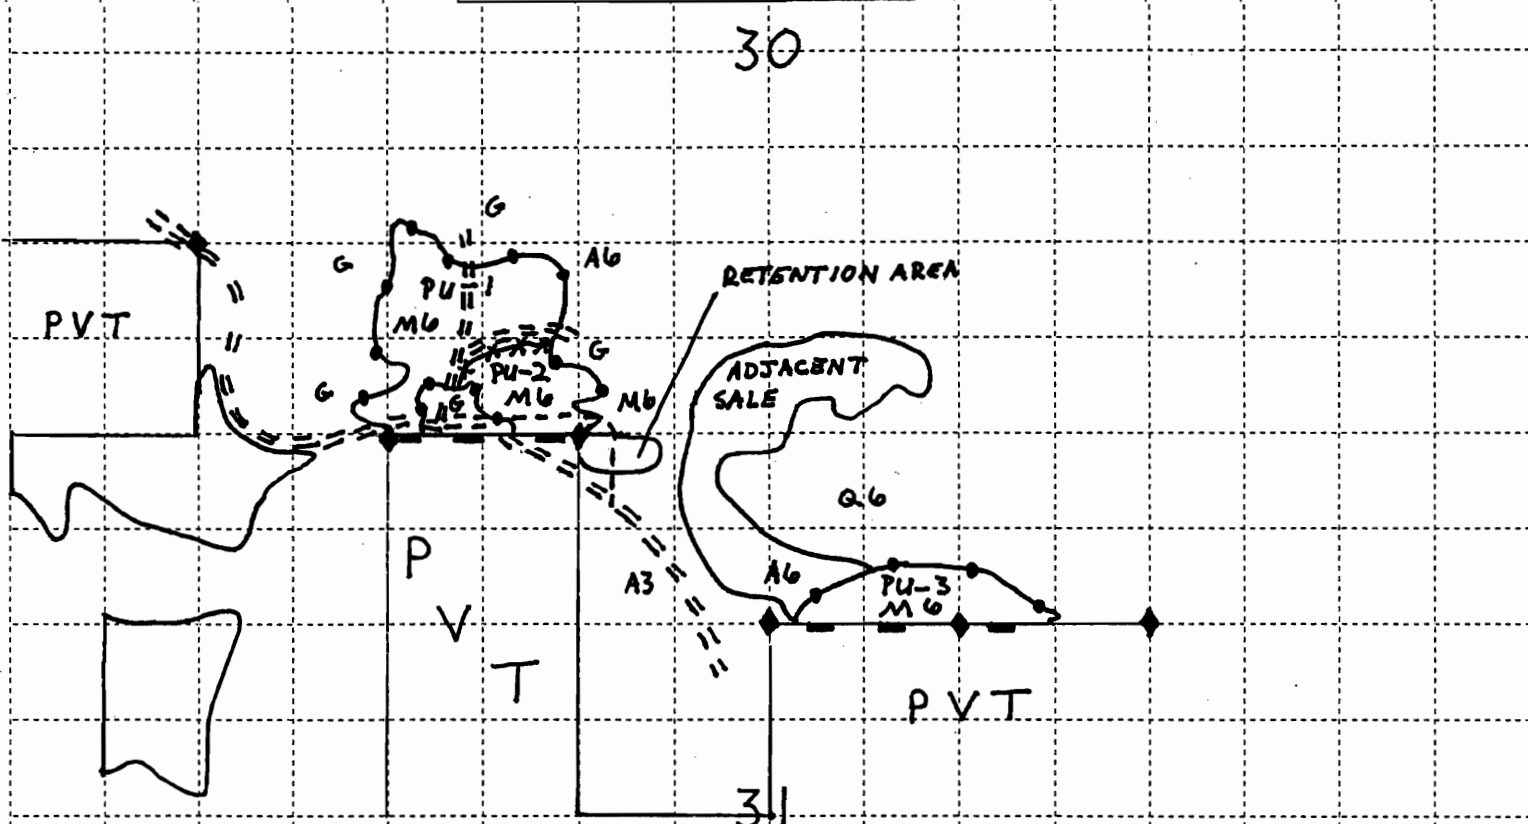 30
G
G
A6
RETENTION AREA
PU-1
PVT
M6
G
ADJACENT
SALE
PU-2
M6
G
G
M6
Q6
P
V
T
A3
A6
PU-3
M6
PVT
31